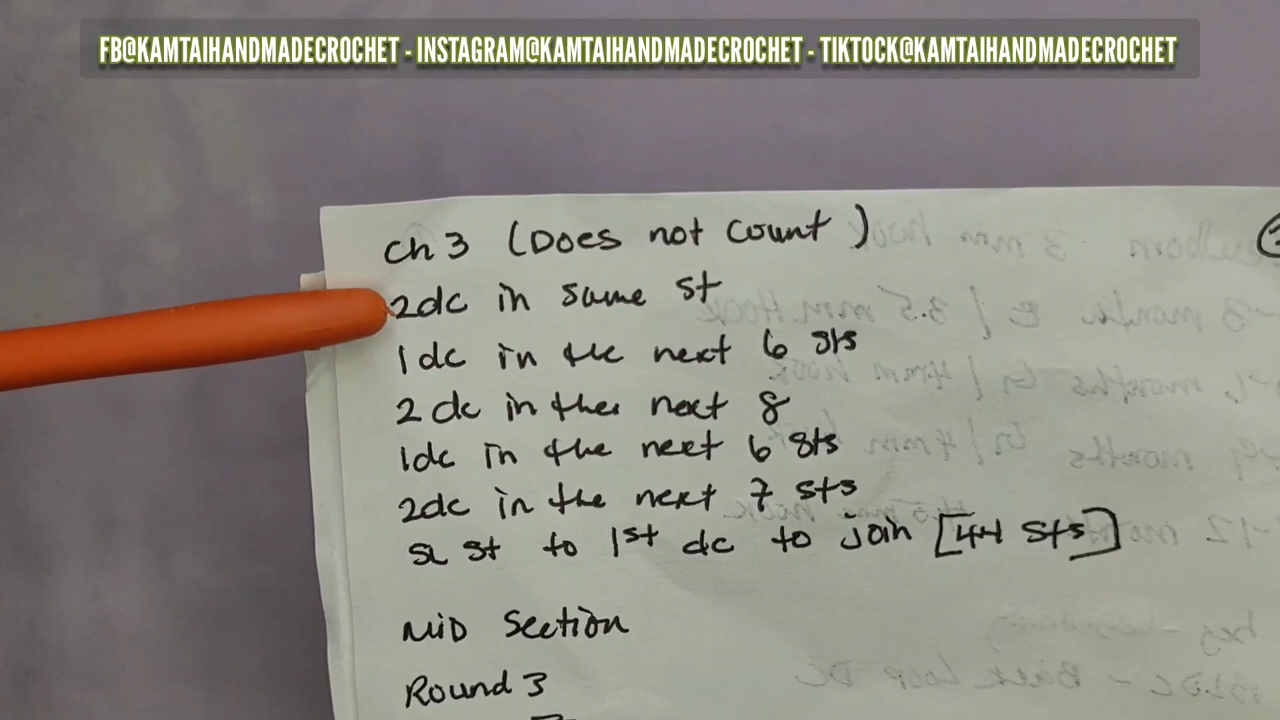 FB@KAMTAIHANDMADECROCHET - INSTAGRAM@KAMTAIHANDMADECROCHET - TIKTOCK@KAMTAIHANDMADECROCHET
Ch 3 (Does not count)
2dc in same st
1dc in the next 6 sts
2 dc in the next 8
1dc in the next 6 sts
2dc in the next 7 sts
SL st to 1st dc to join [44 sts]
MiD Section
Round 3